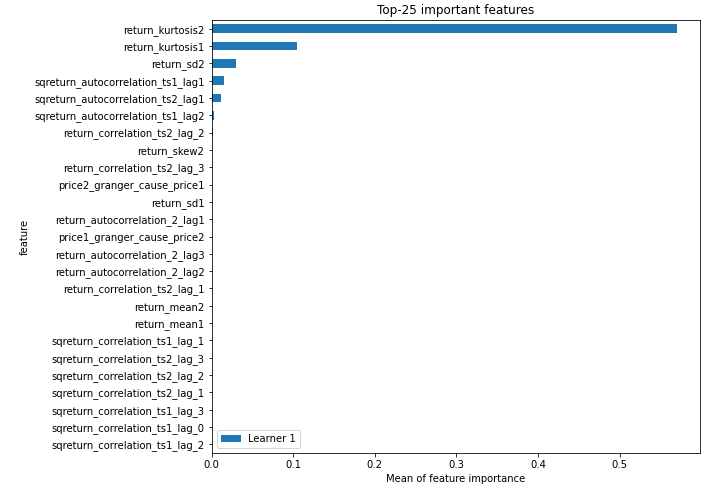 Top-25 important features
return_kurtosis2
return_kurtosis1
return_sd2
sqreturn_autocorrelation_ts1_lag1
sqreturn_autocorrelation_ts2_lag1
sqreturn_autocorrelation_ts1_lag2
return_correlation_ts2_lag_2
return_skew2
return_correlation_ts2_lag_3
price2_granger_cause_price1
return_sd1
return_autocorrelation_2_lag1
price1_granger_cause_price2
return_autocorrelation_2_lag3
return_autocorrelation_2_lag2
return_correlation_ts2_lag_1
return_mean2
return_mean1
sqreturn_correlation_ts1_lag_1
sqreturn_correlation_ts2_lag_3
sqreturn_correlation_ts2_lag_2
sqreturn_correlation_ts2_lag_1
sqreturn_correlation_ts1_lag_3
sqreturn_correlation_ts1_lag_0
sqreturn_correlation_ts1_lag_2
feature
Learner 1
0.0 0.1 0.2 0.3 0.4 0.5
Mean of feature importance